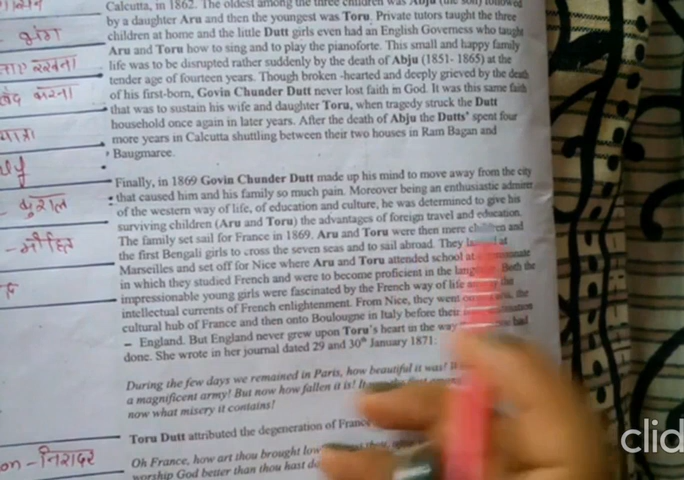 Calcutta, in 1862. The oldest among the three children was Abju (the son) followed
by a daughter Aru and then the youngest was Toru. Private tutors taught the three
children at home and the little Dutt girls even had an English Governess who taught
Aru and Toru how to sing and to play the pianoforte. This small and happy family
life was to be disrupted rather suddenly by the death of Abju (1851- 1865) at the
tender age of fourteen years. Though broken -hearted and deeply grieved by the death
of his first-born, Govin Chunder Dutt never lost faith in God. It was this same faith
that was to sustain his wife and daughter Toru, when tragedy struck the Dutt
household once again in later years. After the death of Abju the Dutts' spent four
more years in Calcutta shuttling between their two houses in Ram Bagan and
Baugmaree.
Finally, in 1869 Govin Chunder Dutt made up his mind to move away from the city
that caused him and his family so much pain. Moreover being an enthusiastic admirer
of the western way of life, of education and culture, he was determined to give his
surviving children (Aru and Toru) the advantages of foreign travel and education.
The family set sail for France in 1869. Aru and Toru were then mere children and
the first Bengali girls to cross the seven seas and to sail abroad. They at
Marseilles and set off for Nice where Aru and Toru attended school at
in which they studied French and were to become proficient in the Both the
impressionable young girls were fascinated by the French way of life the
intellectual currents of French enlightenment. From Nice, they went the
cultural hub of France and then onto Boulougne in Italy before their
– England. But England never grew upon Toru's heart in the way had
done. She wrote in her journal dated 29 and 30th January 1871:
During the few days we remained in Paris, how beautiful it was!
a magnificent army! But now how fallen it is!
now what misery it contains!
Toru Dutt attributed the degeneration of France
Oh France, how art thou brought low
worship God better than thou hast
रखना
करना
कुशल
मोहित
on – निरादर
clid